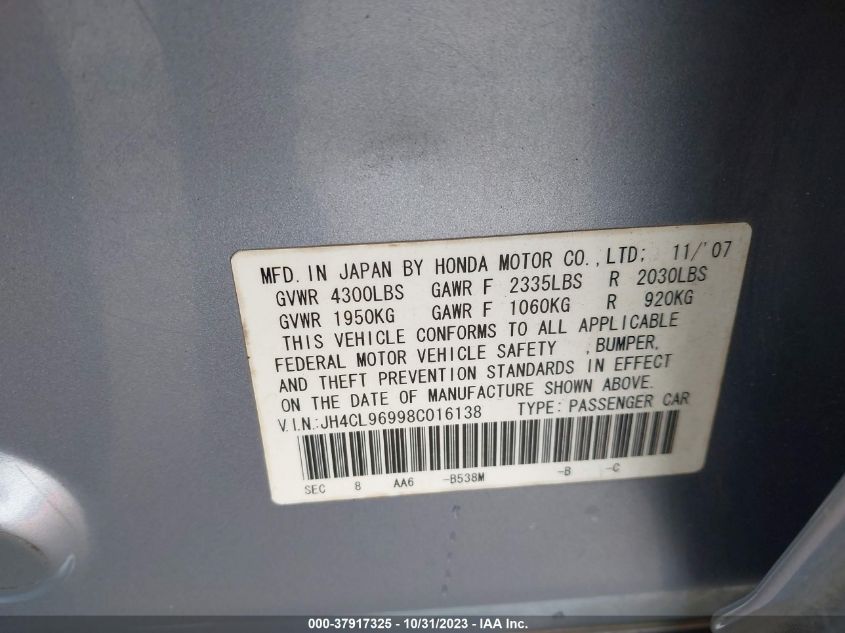 MFD. IN JAPAN BY HONDA MOTOR CO., LTD; 11/'07
GVWR 4300LBS GAWR F 2335LBS R 2030LBS
GVWR 1950KG GAWR F 1060KG R 920KG
THIS VEHICLE CONFORMS TO ALL APPLICABLE
FEDERAL MOTOR VEHICLE SAFETY , BUMPER,
AND THEFT PREVENTION STANDARDS IN EFFECT
ON THE DATE OF MANUFACTURE SHOWN ABOVE.
V.I.N.:JH4CL96998C016138 TYPE: PASSENGER CAR
SEC 8 AA6 -B538M -B -C
000-37917325 - 10/31/2023 - IAA Inc.